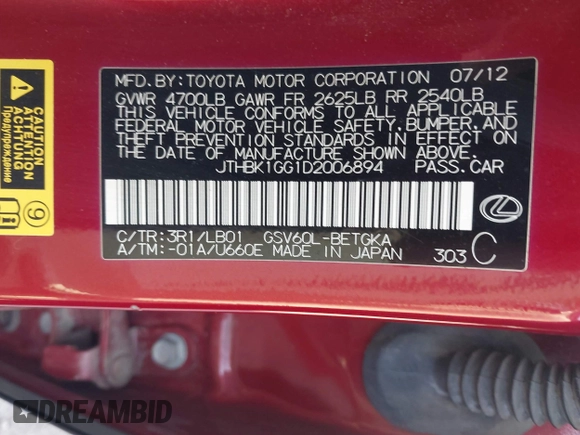 MFD.BY:TOYOTA MOTOR CORPORATION 07/12
GVWR 4700LB GAWR FR 2625LB RR 2540LB
THIS VEHICLE CONFORMS TO ALL APPLICABLE
FEDERAL MOTOR VEHICLE SAFETY,BUMPER,AND
THEFT PREVENTION STANDARDS IN EFFECT ON
THE DATE OF MANUFACTURE SHOWN ABOVE.
JTHBK1GG1D2006894 PASS.CAR
C/TR:3R1/LB01 GSV60L-BETGKA
A/TM:-01A/U660E MADE IN JAPAN 303 C
CAUTION
ATTENTION
Предупреждение
9
DREAMBID